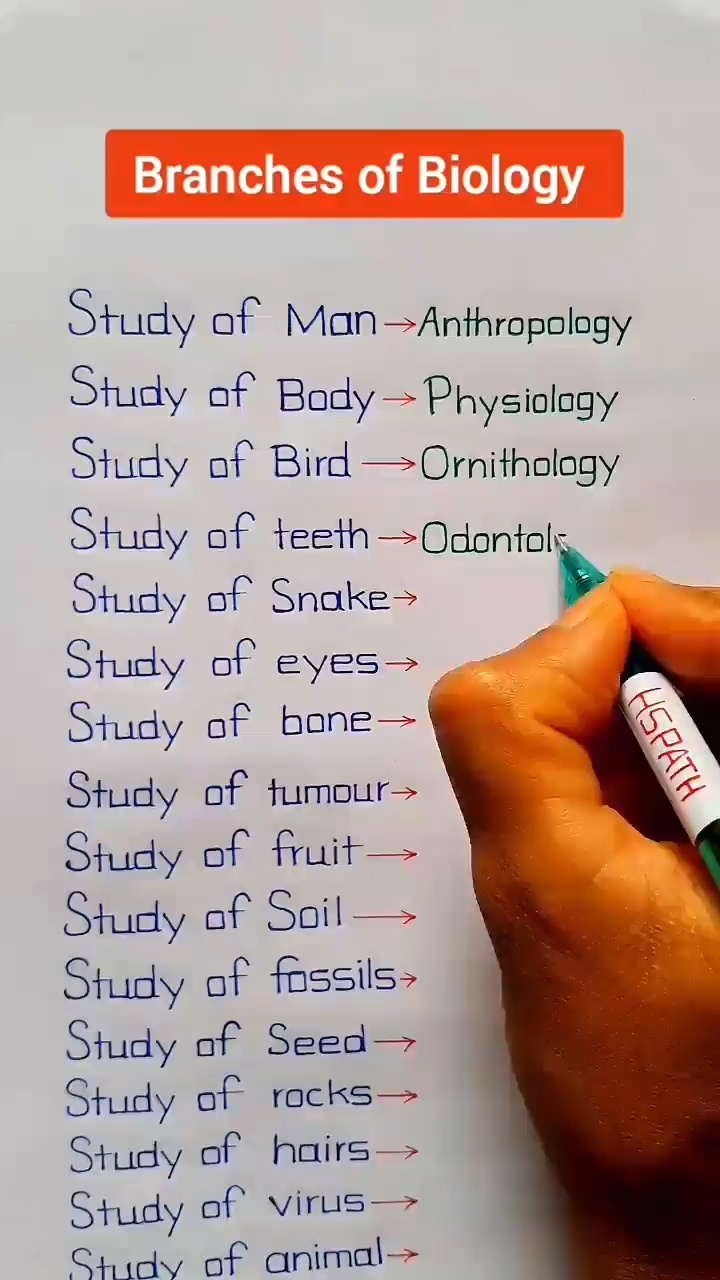 Branches of Biology
Study of Man→Anthropology
Study of Body→Physiology
Study of Bird→Ornithology
Study of teeth→Odontol
Study of Snake→
Study of eyes→
Study of bone→
Study of tumour→
Study of fruit→
Study of Soil→
Study of fossils→
Study of Seed→
Study of rocks→
Study of hairs→
Study of virus→
Study of animal→
HSPATH